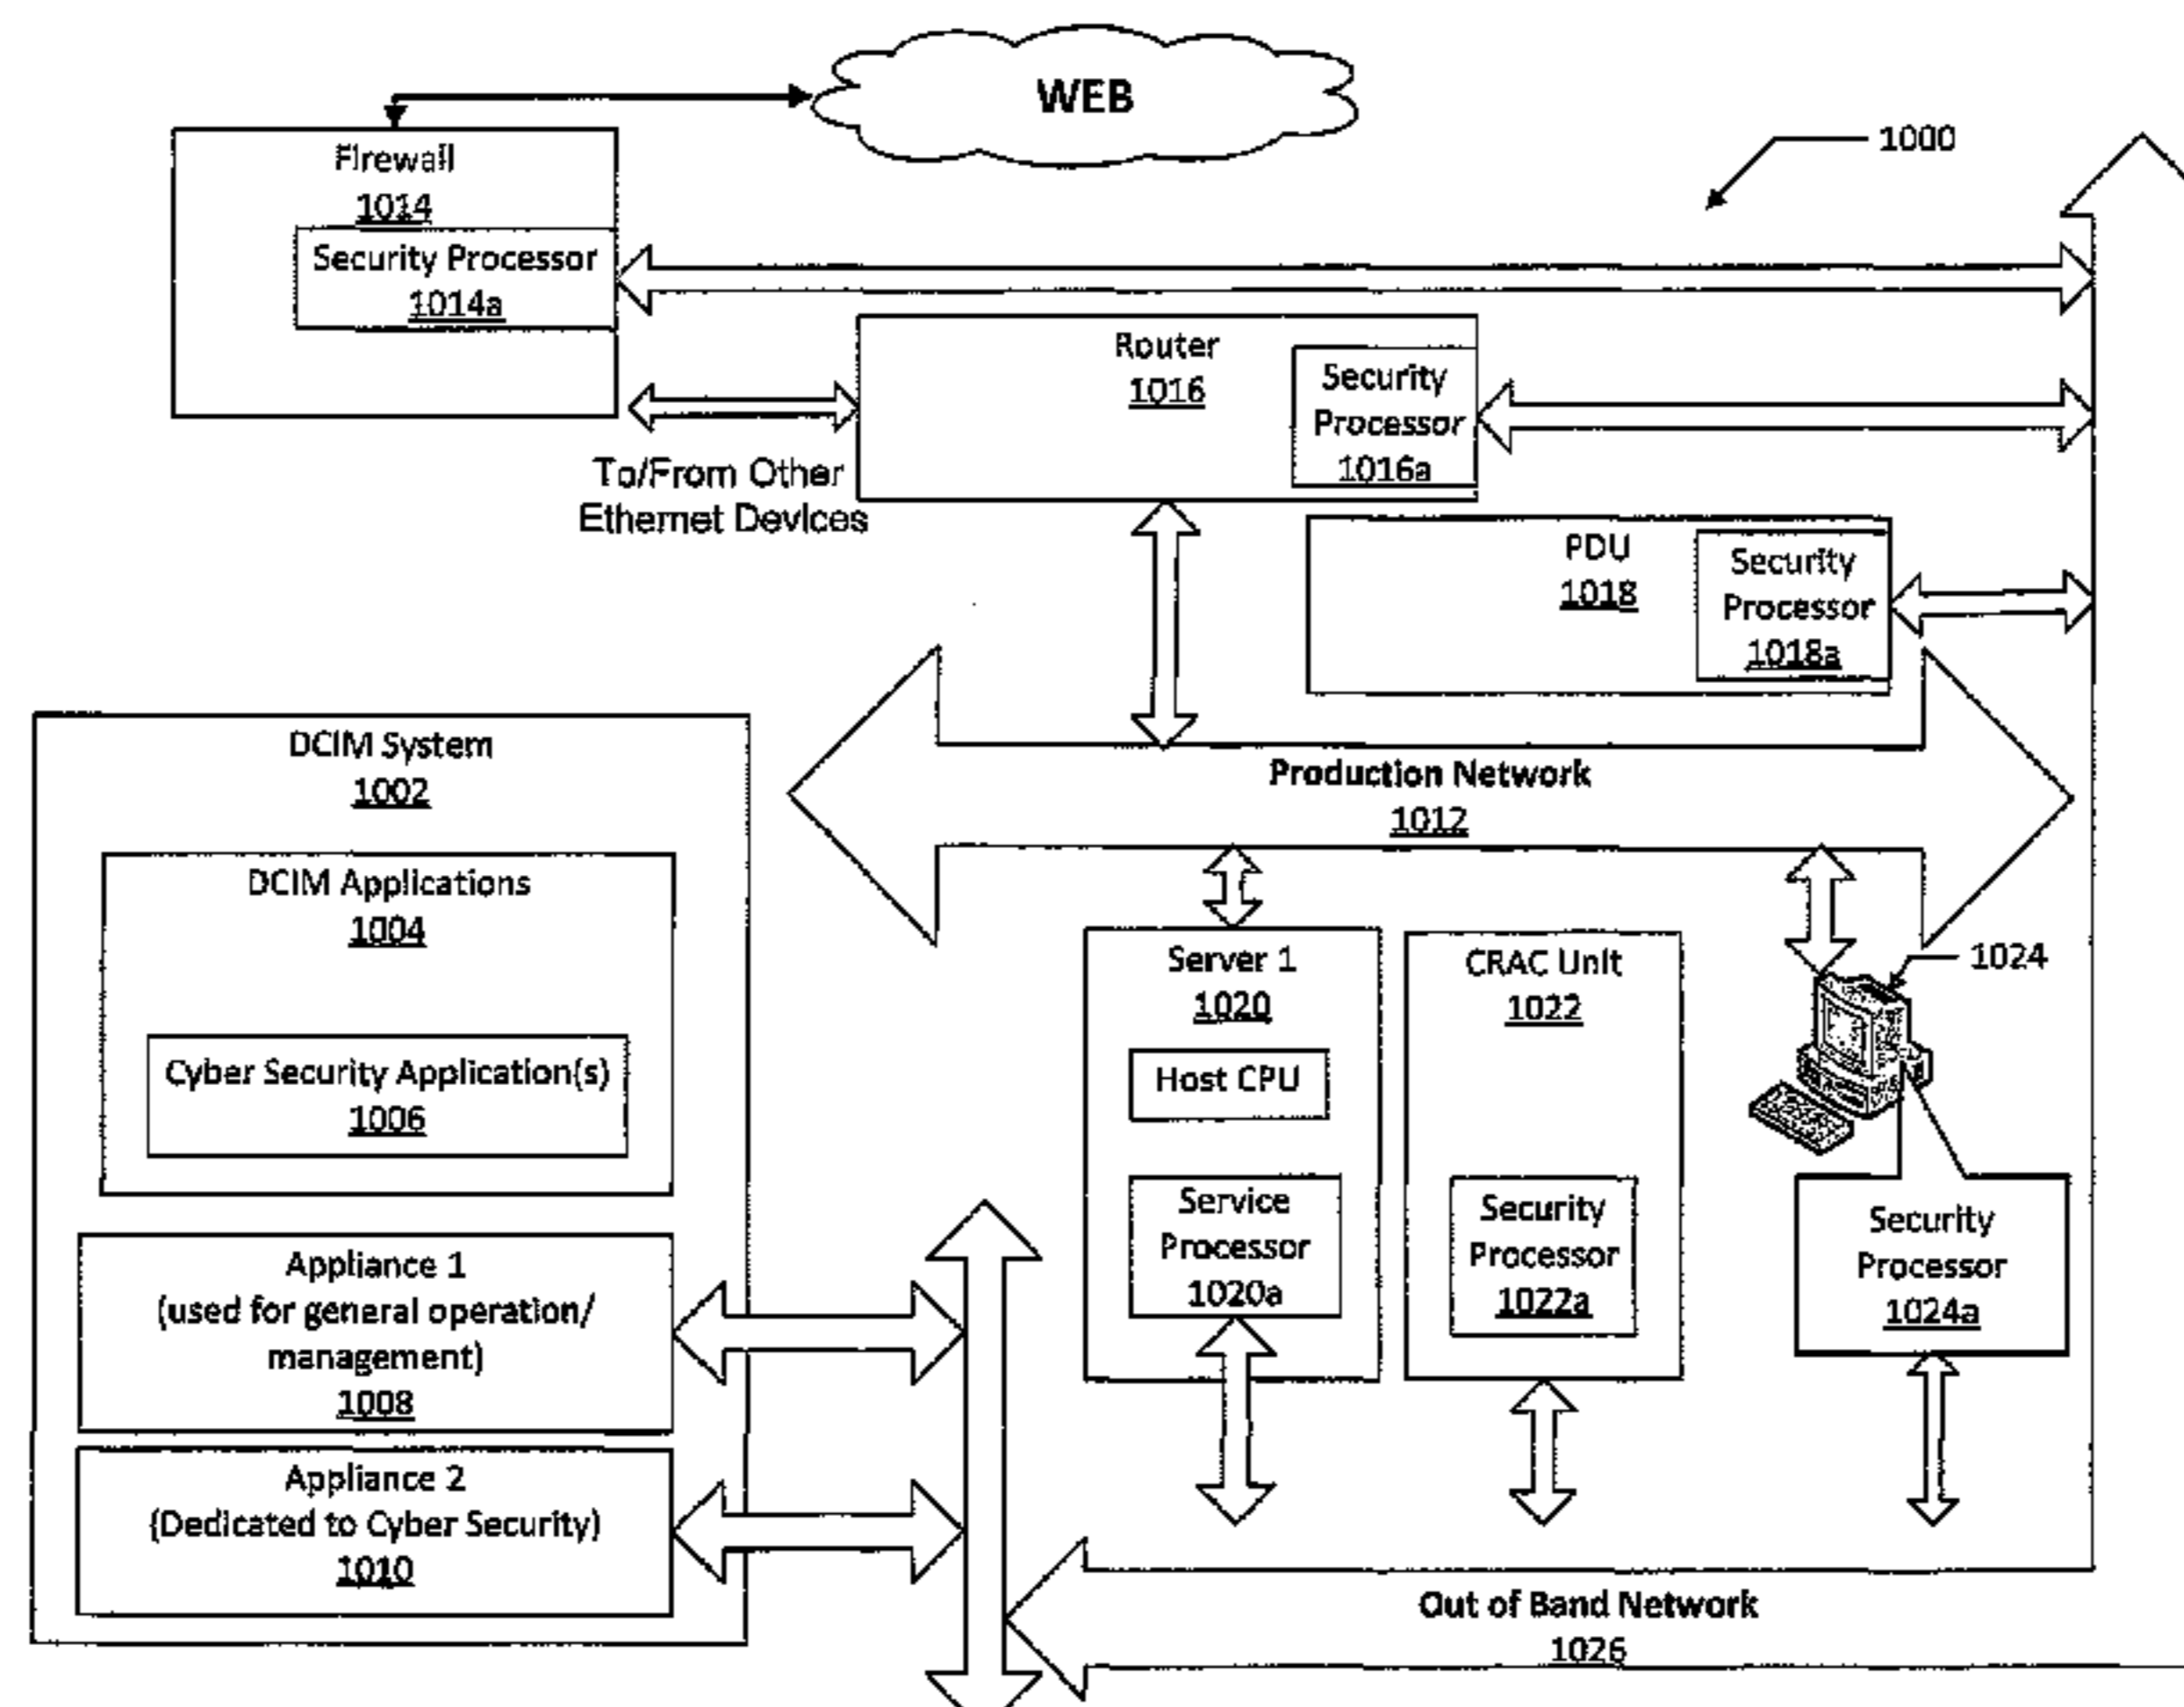 WEB
1000
Firewall
1014
Security Processor
1014a
Router
1016
Security
Processor
1016a
To/From Other
Ethernet Devices
PDU
1018
Security
Processor
1018a
DCIM System
1002
Production Network
1012
DCIM Applications
1004
Cyber Security Application(s)
1006
Server 1
1020
Host CPU
Service
Processor
1020a
CRAC Unit
1022
Security
Processor
1022a
1024
Security
Processor
1024a
Appliance 1
(used for general operation/
management)
1008
Appliance 2
(Dedicated to Cyber Security)
1010
Out of Band Network
1026